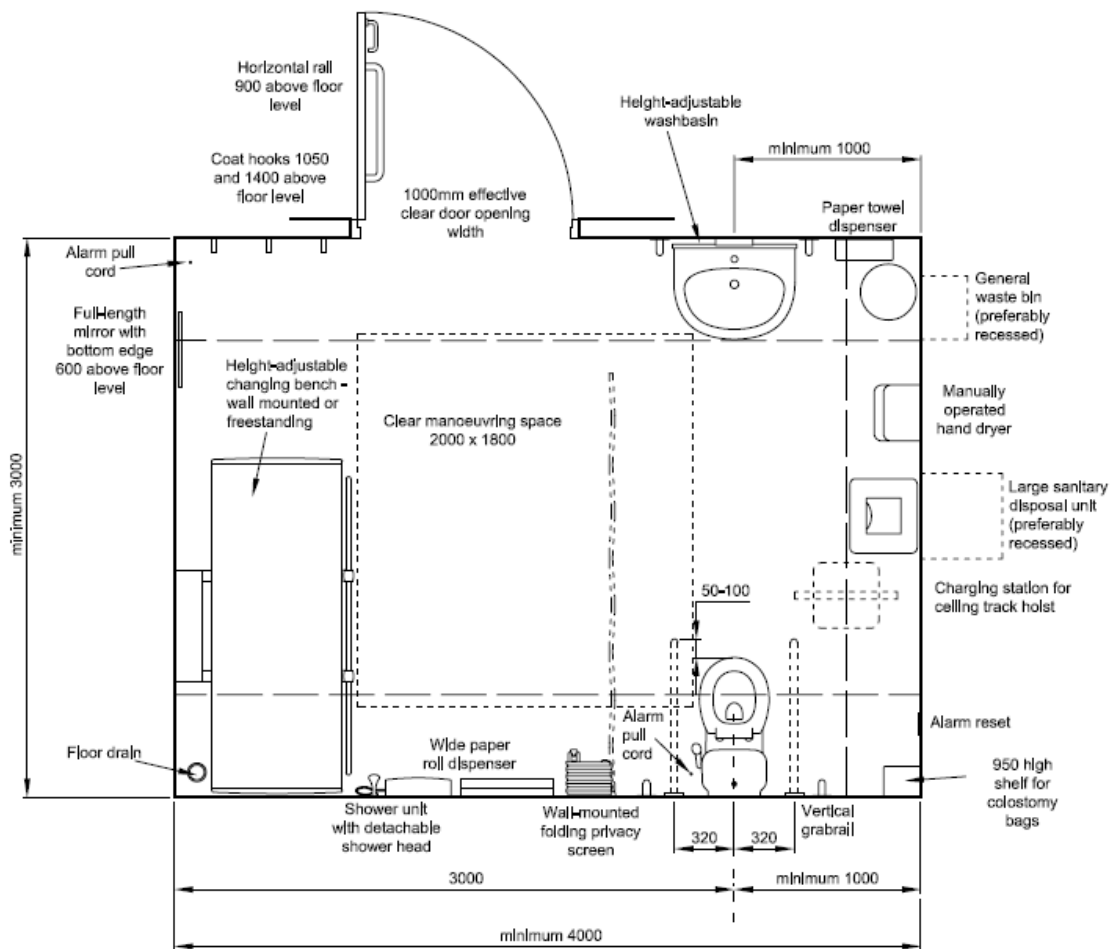 Horizontal rail
900 above floor
level
Coat hooks 1050
and 1400 above
floor level
1000mm effective
clear door opening
width
Height-adjustable
washbasin
minimum 1000
Paper towel
dispenser
Alarm pull
cord
Full-length
mirror with
bottom edge
600 above floor
level
General
waste bin
(preferably
recessed)
Height-adjustable
changing bench -
wall mounted or
freestanding
Clear manoeuvring space
2000 x 1800
Manually
operated
hand dryer
minimum 3000
Large sanitary
disposal unit
(preferably
recessed)
50-100
Charging station for
ceiling track hoist
Floor drain
Wide paper
roll dispenser
Alarm
pull
cord
Alarm reset
950 high
shelf for
colostomy
bags
Shower unit
with detachable
shower head
Wall-mounted
folding privacy
screen
320
320
Vertical
grabrail
3000
minimum 1000
minimum 4000